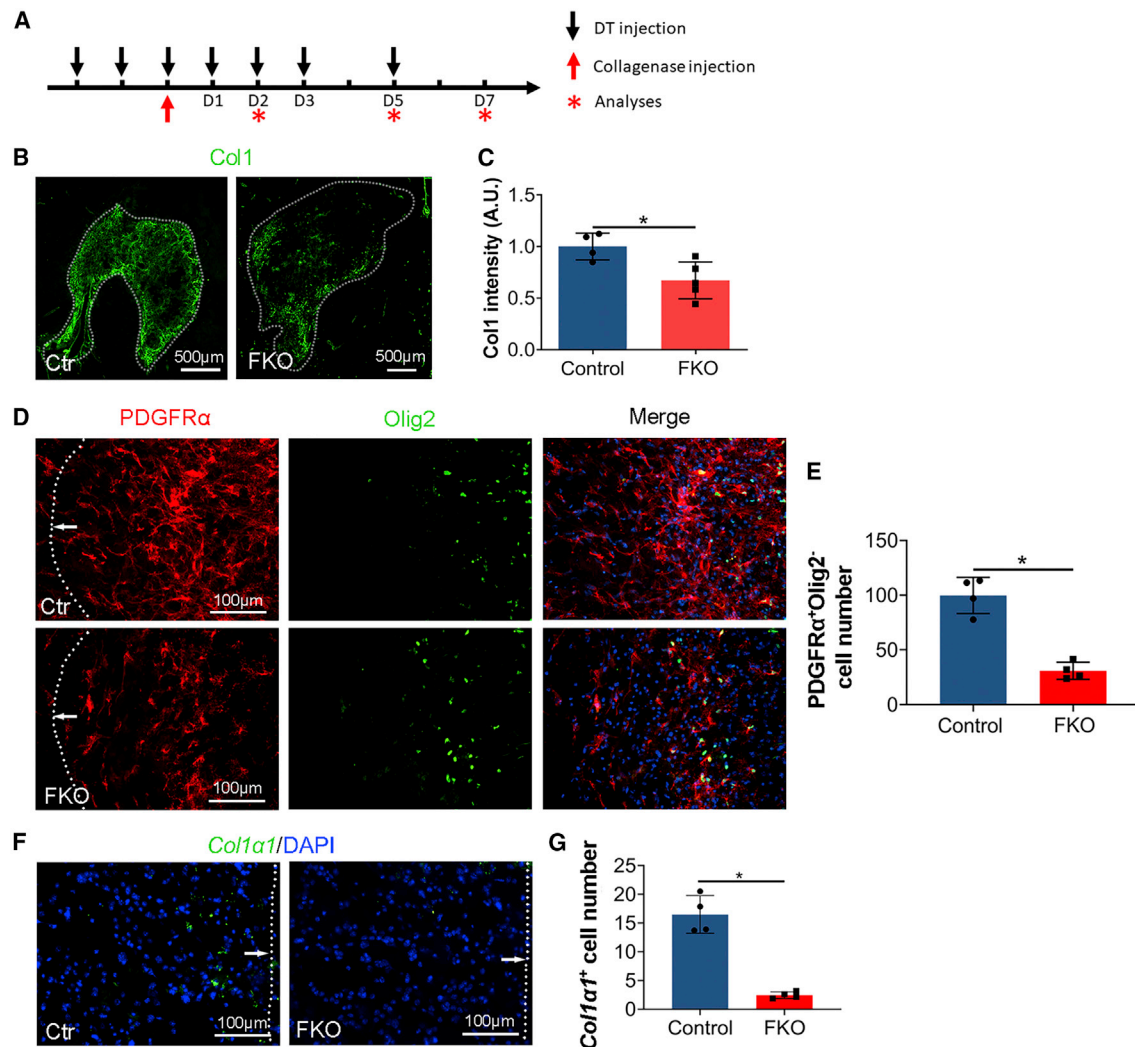 A
DT injection
Collagenase injection
Analyses
D1 D2 D3 D5 D7
* * * *
B
Col1
Ctr
500µm
FKO
500µm
C
Col1 intensity (A.U.)
1.5
1.0
0.5
0.0
*
Control FKO
D
PDGFRα Olig2 Merge
Ctr
100µm
FKO
100µm
E
PDGFRα⁺Olig2⁻
cell number
150
100
50
0
*
Control FKO
F
Col1α1/DAPI
Ctr
100µm
FKO
100µm
G
Col1α1⁺ cell number
25
20
15
10
5
0
*
Control FKO